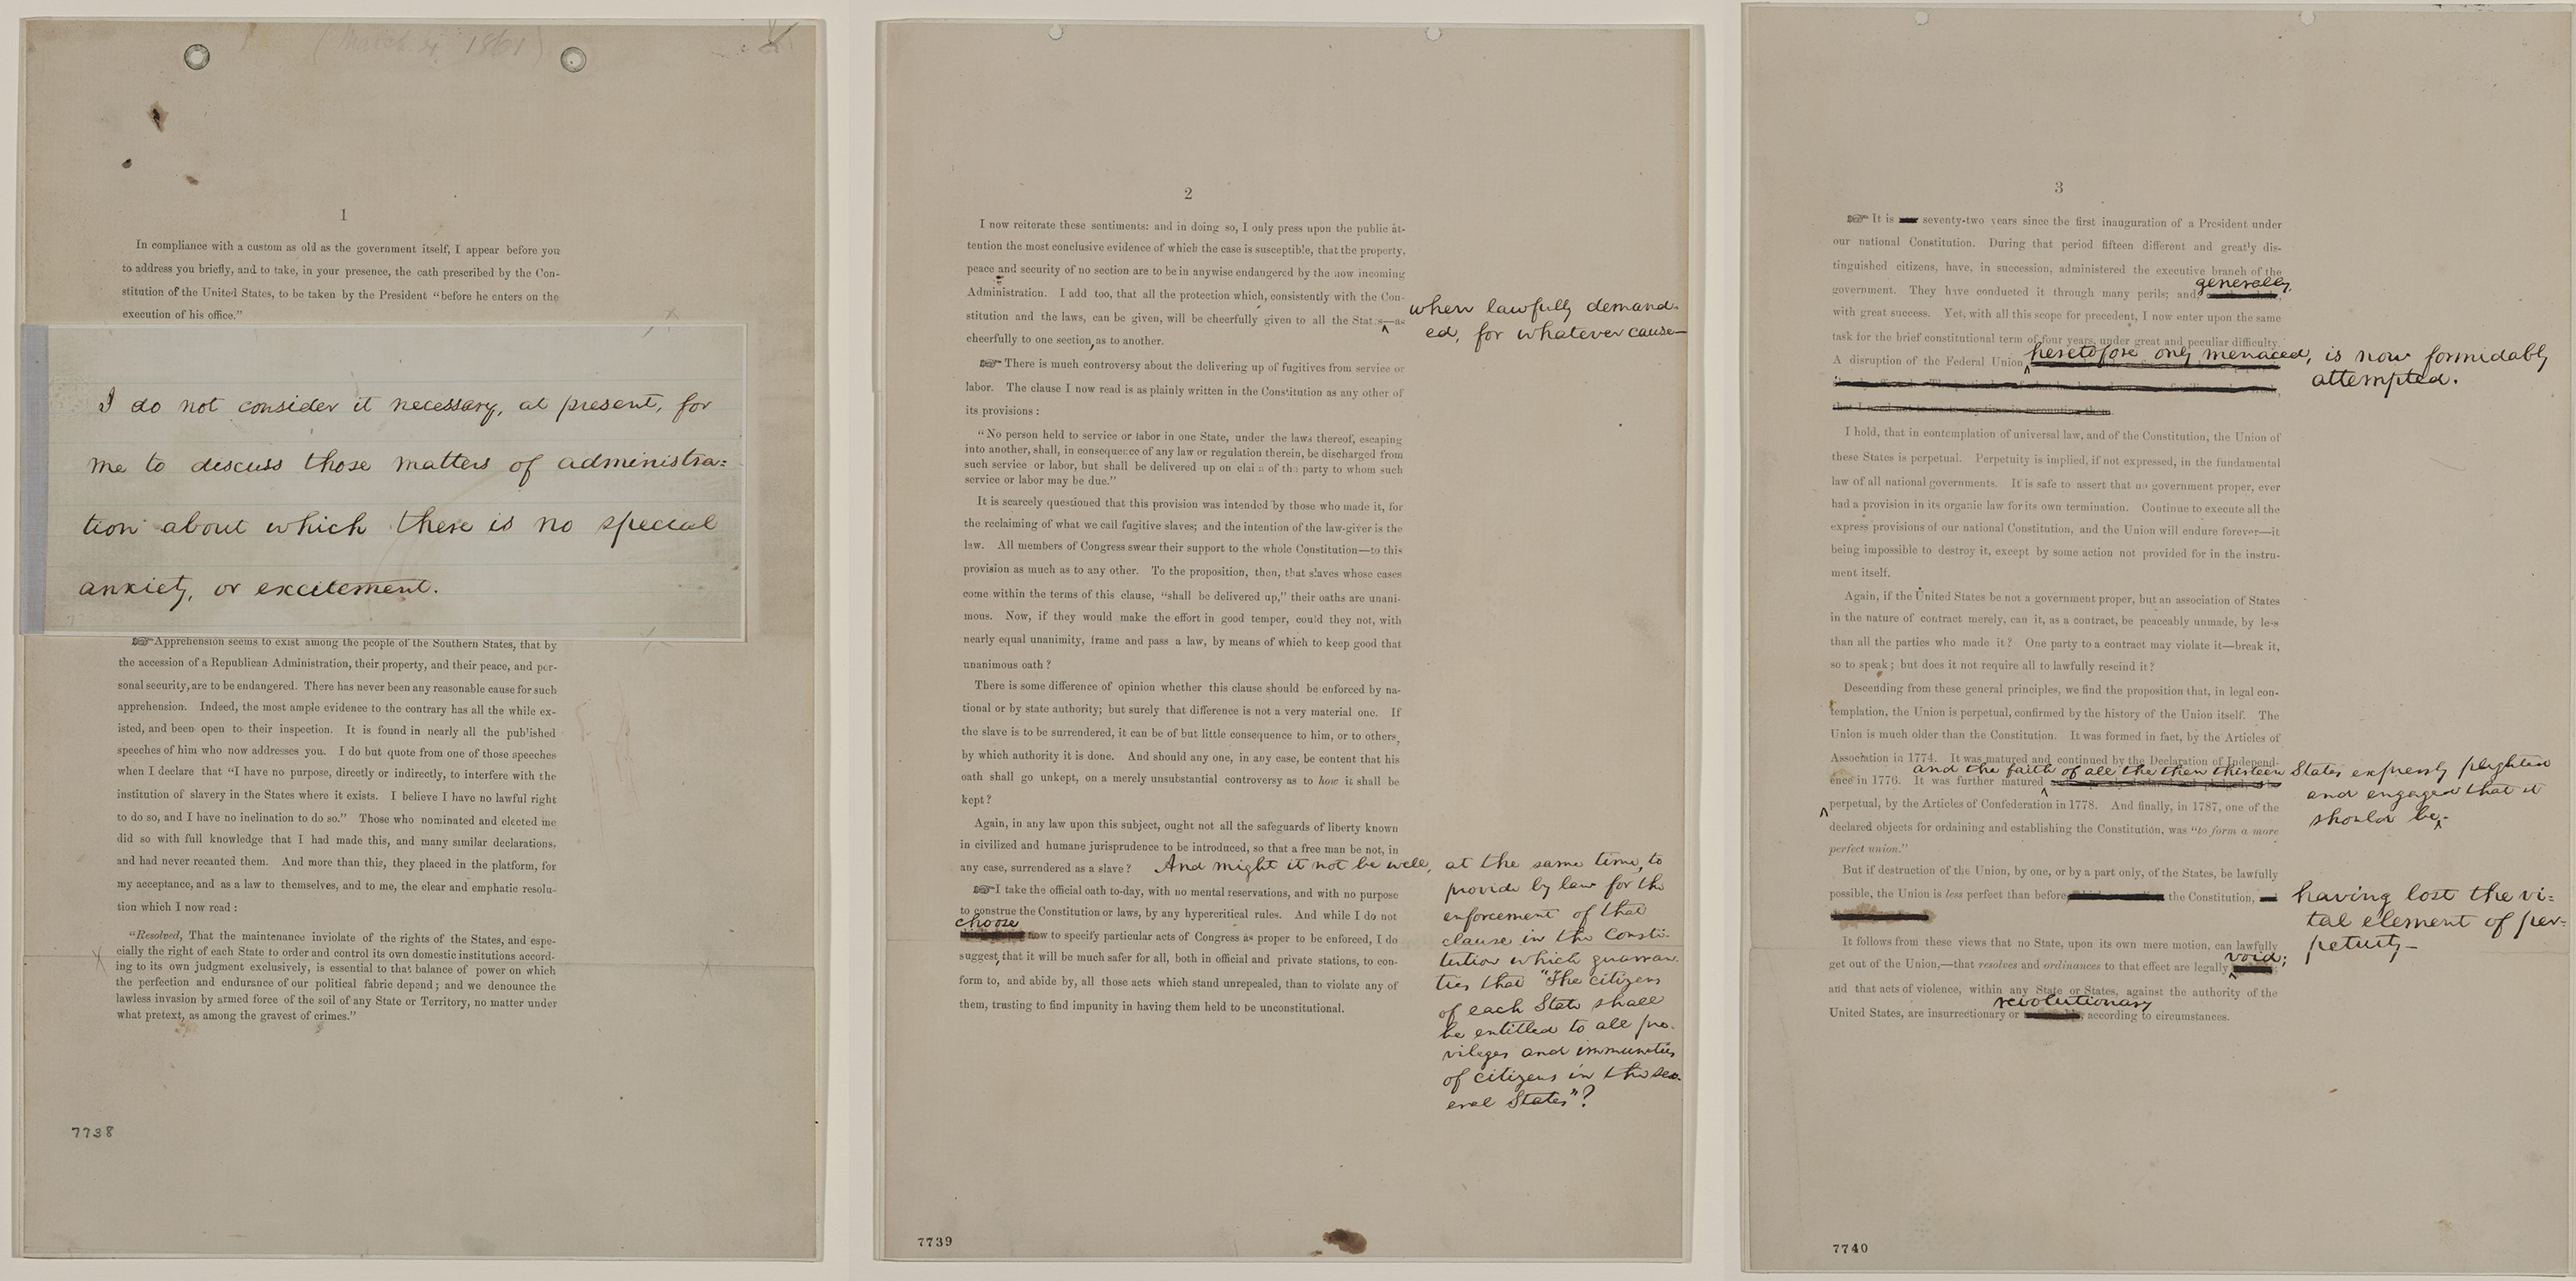 (March 4, 1861)
1
In compliance with a custom as old as the government itself, I appear before you
to address you briefly, and to take, in your presence, the oath prescribed by the Con-
stitution of the United States, to be taken by the President "before he enters on the
execution of his office."
I do not consider it necessary, at present, for
me to discuss those matters of administra=
tion about which there is no special
anxiety, or excitement.
☞ Apprehension seems to exist among the people of the Southern States, that by
the accession of a Republican Administration, their property, and their peace, and per-
sonal security, are to be endangered. There has never been any reasonable cause for such
apprehension. Indeed, the most ample evidence to the contrary has all the while ex-
isted, and been open to their inspection. It is found in nearly all the published
speeches of him who now addresses you. I do but quote from one of those speeches
when I declare that "I have no purpose, directly or indirectly, to interfere with the
institution of slavery in the States where it exists. I believe I have no lawful right
to do so, and I have no inclination to do so." Those who nominated and elected me
did so with full knowledge that I had made this, and many similar declarations,
and had never recanted them. And more than this, they placed in the platform, for
my acceptance, and as a law to themselves, and to me, the clear and emphatic resolu-
tion which I now read:
"Resolved, That the maintenance inviolate of the rights of the States, and espe-
cially the right of each State to order and control its own domestic institutions accord-
ing to its own judgment exclusively, is essential to that balance of power on which
the perfection and endurance of our political fabric depend; and we denounce the
lawless invasion by armed force of the soil of any State or Territory, no matter under
what pretext, as among the gravest of crimes."
7738
2
I now reiterate these sentiments: and in doing so, I only press upon the public at-
tention the most conclusive evidence of which the case is susceptible, that the property,
peace and security of no section are to be in anywise endangered by the now incoming
Administration. I add too, that all the protection which, consistently with the Con-
stitution and the laws, can be given, will be cheerfully given to all the States—as
when lawfully demand-
ed, for whatever cause—
cheerfully to one section, as to another.
☞ There is much controversy about the delivering up of fugitives from service or
labor. The clause I now read is as plainly written in the Constitution as any other of
its provisions:
"No person held to service or labor in one State, under the laws thereof, escaping
into another, shall, in consequence of any law or regulation therein, be discharged from
such service or labor, but shall be delivered up on claim of the party to whom such
service or labor may be due."
It is scarcely questioned that this provision was intended by those who made it, for
the reclaiming of what we call fugitive slaves; and the intention of the law-giver is the
law. All members of Congress swear their support to the whole Constitution—to this
provision as much as to any other. To the proposition, then, that slaves whose cases
come within the terms of this clause, "shall be delivered up," their oaths are unani-
mous. Now, if they would make the effort in good temper, could they not, with
nearly equal unanimity, frame and pass a law, by means of which to keep good that
unanimous oath?
There is some difference of opinion whether this clause should be enforced by na-
tional or by state authority; but surely that difference is not a very material one. If
the slave is to be surrendered, it can be of but little consequence to him, or to others,
by which authority it is done. And should any one, in any case, be content that his
oath shall go unkept, on a merely unsubstantial controversy as to how it shall be
kept?
Again, in any law upon this subject, ought not all the safeguards of liberty known
in civilized and humane jurisprudence to be introduced, so that a free man be not, in
any case, surrendered as a slave? And might it not be well, at the same time, to
provide by law for the
enforcement of that
clause in the Consti-
tution which guaran-
ties that "The citizens
of each State shall
be entitled to all pre-
vileges and immunities
of citizens in the sev-
eral States"?
☞ I take the official oath to-day, with no mental reservations, and with no purpose
to construe the Constitution or laws, by any hypercritical rules. And while I do not
choose
now to specify particular acts of Congress as proper to be enforced, I do
suggest, that it will be much safer for all, both in official and private stations, to con-
form to, and abide by, all those acts which stand unrepealed, than to violate any of
them, trusting to find impunity in having them held to be unconstitutional.
7739
3
☞ It is seventy-two years since the first inauguration of a President under
our national Constitution. During that period fifteen different and greatly dis-
tinguished citizens, have, in succession, administered the executive branch of the
generally,
government. They have conducted it through many perils; and,
with great success. Yet, with all this scope for precedent, I now enter upon the same
task for the brief constitutional term of four years, under great and peculiar difficulty.
A disruption of the Federal Union heretofore only menaced, is now formidably
attempted.
that I need not waste any time in recounting them.
I hold, that in contemplation of universal law, and of the Constitution, the Union of
these States is perpetual. Perpetuity is implied, if not expressed, in the fundamental
law of all national governments. It is safe to assert that no government proper, ever
had a provision in its organic law for its own termination. Continue to execute all the
express provisions of our national Constitution, and the Union will endure forever—it
being impossible to destroy it, except by some action not provided for in the instru-
ment itself.
Again, if the United States be not a government proper, but an association of States
in the nature of contract merely, can it, as a contract, be peaceably unmade, by less
than all the parties who made it? One party to a contract may violate it—break it,
so to speak; but does it not require all to lawfully rescind it?
Descending from these general principles, we find the proposition that, in legal con-
templation, the Union is perpetual, confirmed by the history of the Union itself. The
Union is much older than the Constitution. It was formed in fact, by the Articles of
Association in 1774. It was matured and continued by the Declaration of Independ-
and the faith of all the then thirteen States expressly plighted
and engaged that it
should be,
ence in 1776. It was further matured
perpetual, by the Articles of Confederation in 1778. And finally, in 1787, one of the
declared objects for ordaining and establishing the Constitution, was "to form a more
perfect union."
But if destruction of the Union, by one, or by a part only, of the States, be lawfully
possible, the Union is less perfect than before the Constitution, and
having lost the vi=
tal element of per-
petuity—
It follows from these views that no State, upon its own mere motion, can lawfully
get out of the Union,—that resolves and ordinances to that effect are legally void;
and that acts of violence, within any State or States, against the authority of the
revolutionary
United States, are insurrectionary or according to circumstances.
7740